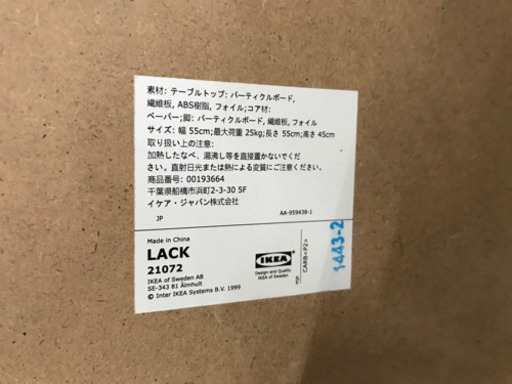 素材: テーブルトップ: パーティクルボード,
繊維板, ABS樹脂, フォイル;コア材:
ペーパー;脚: パーティクルボード, 繊維板, フォイル
サイズ: 幅 55cm;最大荷重 25kg;長さ 55cm;高さ 45cm
取り扱い上の注意:
加熱したなべ、湯沸し等を直接置かないでくだ
さい。直射日光または熱による変質にご注意ください。
商品番号: 00193664
千葉県船橋市浜町2-3-30 5F
イケア・ジャパン株式会社
JP
AA-959438-1
Made in China
LACK
21072
IKEA of Sweden AB
SE-343 81 Älmhult
© Inter IKEA Systems B.V. 1999
IKEA
Design and Quality
IKEA of Sweden
CARB<P2>
1443-2